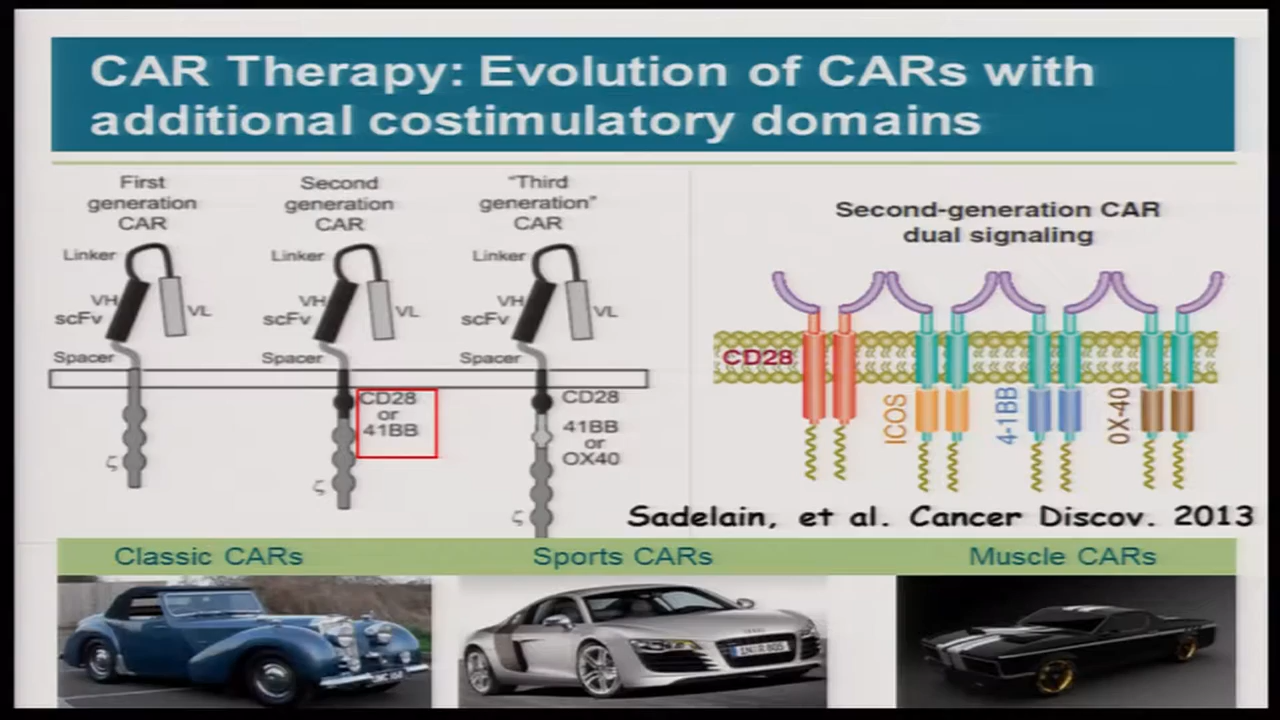 CAR Therapy: Evolution of CARs with
additional costimulatory domains
First
generation
CAR
Linker
VH
scFv
VL
Spacer
ζ
Second
generation
CAR
Linker
VH
scFv
VL
Spacer
CD28
or
41BB
ζ
"Third
generation"
CAR
Linker
VH
scFv
VL
Spacer
CD28
41BB
or
OX40
ζ
Second-generation CAR
dual signaling
CD28
ICOS
4-1BB
OX-40
Sadelain, et al. Cancer Discov. 2013
Classic CARs
Sports CARs
Muscle CARs